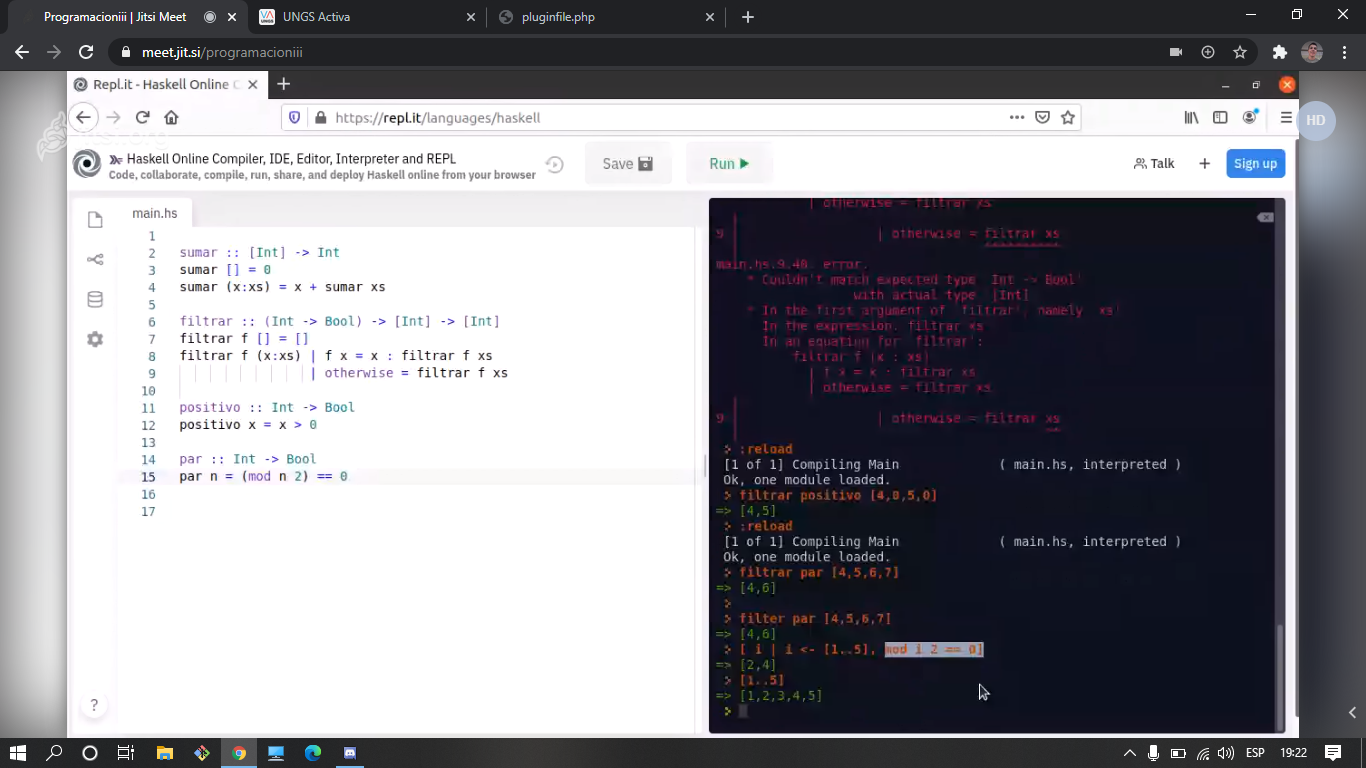 Programacioniii | Jitsi Meet
UNGS Activa
pluginfile.php
meet.jit.si/programacioniii
Repl.it - Haskell Online C
https://repl.it/languages/haskell
HD
Haskell Online Compiler, IDE, Editor, Interpreter and REPL
Code, collaborate, compile, run, share, and deploy Haskell online from your browser
Save
Run
Talk
Sign up
main.hs
1
2 sumar :: [Int] -> Int
3 sumar [] = 0
4 sumar (x:xs) = x + sumar xs
5
6 filtrar :: (Int -> Bool) -> [Int] -> [Int]
7 filtrar f [] = []
8 filtrar f (x:xs) | f x = x : filtrar f xs
9 | otherwise = filtrar f xs
10
11 positivo :: Int -> Bool
12 positivo x = x > 0
13
14 par :: Int -> Bool
15 par n = (mod n 2) == 0
16
17
?
| otherwise = filtrar xs
|
9 | | otherwise = filtrar xs
main.hs:9:40: error:
* Couldn't match expected type `Int -> Bool'
with actual type `[Int]'
* In the first argument of `filtrar', namely `xs'
In the expression: filtrar xs
In an equation for `filtrar':
filtrar f (x : xs)
| f x = x : filtrar xs
| otherwise = filtrar xs
|
9 | | otherwise = filtrar xs
:reload
[1 of 1] Compiling Main ( main.hs, interpreted )
Ok, one module loaded.
filtrar positivo [4,0,5,0]
=> [4,5]
:reload
[1 of 1] Compiling Main ( main.hs, interpreted )
Ok, one module loaded.
filtrar par [4,5,6,7]
=> [4,6]
filter par [4,5,6,7]
=> [4,6]
[ i | i <- [1..5], mod i 2 == 0]
=> [2,4]
[1..5]
=> [1,2,3,4,5]
ESP
19:22